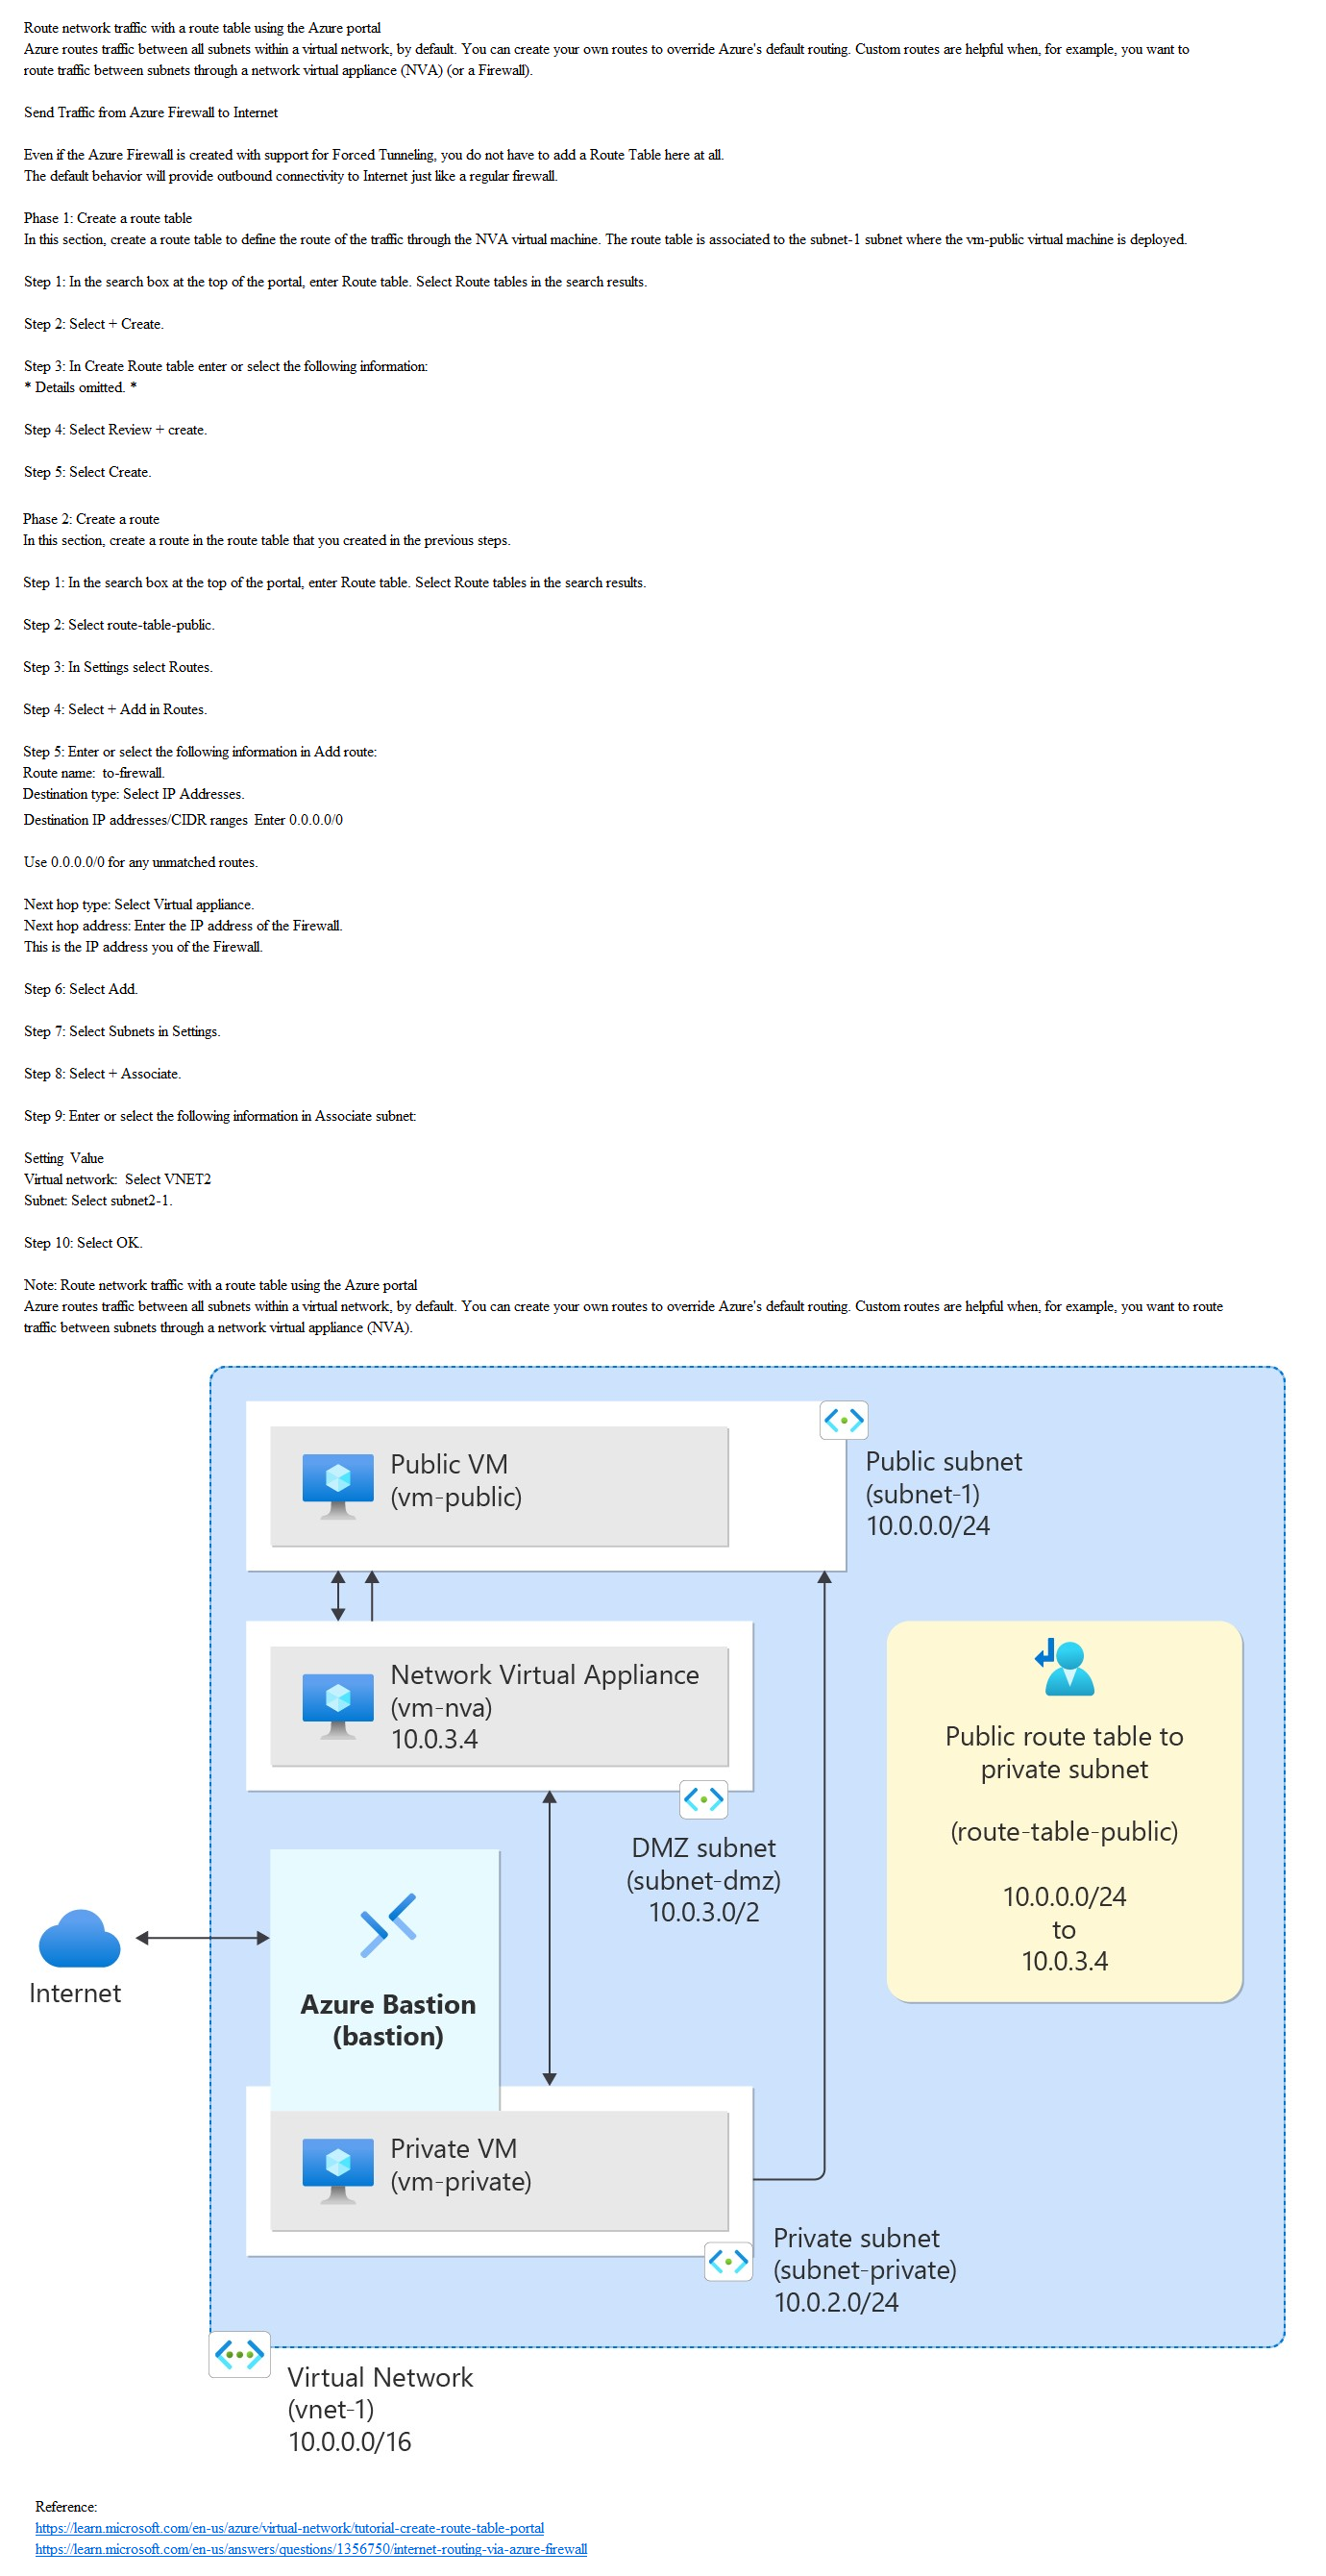 Route network traffic with a route table using the Azure portal
Azure routes traffic between all subnets within a virtual network, by default. You can create your own routes to override Azure's default routing. Custom routes are helpful when, for example, you want to
route traffic between subnets through a network virtual appliance (NVA) (or a Firewall).
Send Traffic from Azure Firewall to Internet
Even if the Azure Firewall is created with support for Forced Tunneling, you do not have to add a Route Table here at all.
The default behavior will provide outbound connectivity to Internet just like a regular firewall.
Phase 1: Create a route table
In this section, create a route table to define the route of the traffic through the NVA virtual machine. The route table is associated to the subnet-1 subnet where the vm-public virtual machine is deployed.
Step 1: In the search box at the top of the portal, enter Route table. Select Route tables in the search results.
Step 2: Select + Create.
Step 3: In Create Route table enter or select the following information:
* Details omitted. *
Step 4: Select Review + create.
Step 5: Select Create.
Phase 2: Create a route
In this section, create a route in the route table that you created in the previous steps.
Step 1: In the search box at the top of the portal, enter Route table. Select Route tables in the search results.
Step 2: Select route-table-public.
Step 3: In Settings select Routes.
Step 4: Select + Add in Routes.
Step 5: Enter or select the following information in Add route:
Route name: to-firewall.
Destination type: Select IP Addresses.
Destination IP addresses/CIDR ranges Enter 0.0.0.0/0
Use 0.0.0.0/0 for any unmatched routes.
Next hop type: Select Virtual appliance.
Next hop address: Enter the IP address of the Firewall.
This is the IP address you of the Firewall.
Step 6: Select Add.
Step 7: Select Subnets in Settings.
Step 8: Select + Associate.
Step 9: Enter or select the following information in Associate subnet:
Setting Value
Virtual network: Select VNET2
Subnet: Select subnet2-1.
Step 10: Select OK.
Note: Route network traffic with a route table using the Azure portal
Azure routes traffic between all subnets within a virtual network, by default. You can create your own routes to override Azure's default routing. Custom routes are helpful when, for example, you want to route
traffic between subnets through a network virtual appliance (NVA).
Public VM
(vm-public)
Public subnet
(subnet-1)
10.0.0.0/24
Network Virtual Appliance
(vm-nva)
10.0.3.4
DMZ subnet
(subnet-dmz)
10.0.3.0/2
Public route table to
private subnet
(route-table-public)
10.0.0.0/24
to
10.0.3.4
Internet
Azure Bastion
(bastion)
Private VM
(vm-private)
Private subnet
(subnet-private)
10.0.2.0/24
Virtual Network
(vnet-1)
10.0.0.0/16
Reference:
https://learn.microsoft.com/en-us/azure/virtual-network/tutorial-create-route-table-portal
https://learn.microsoft.com/en-us/answers/questions/1356750/internet-routing-via-azure-firewall